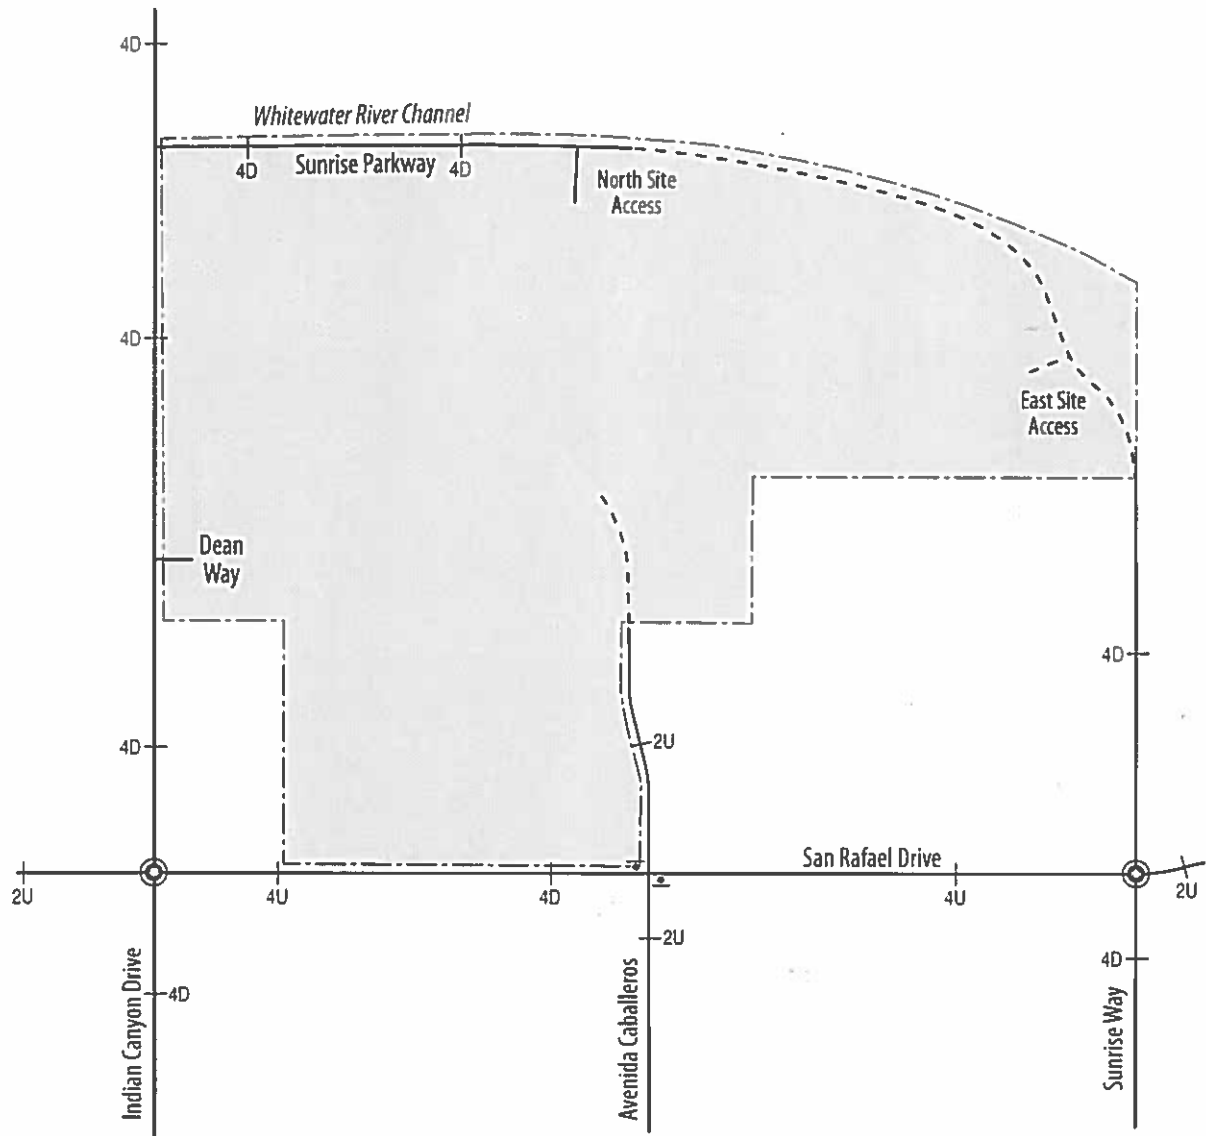 4D
Whitewater River Channel
4D
Sunrise Parkway
4D
North Site
Access
4D
East Site
Access
Dean
Way
4D
4D
2U
San Rafael Drive
2U
4U
4D
4U
2U
2U
4D
4D
Indian Canyon Drive
Avenida Caballeros
Sunrise Way